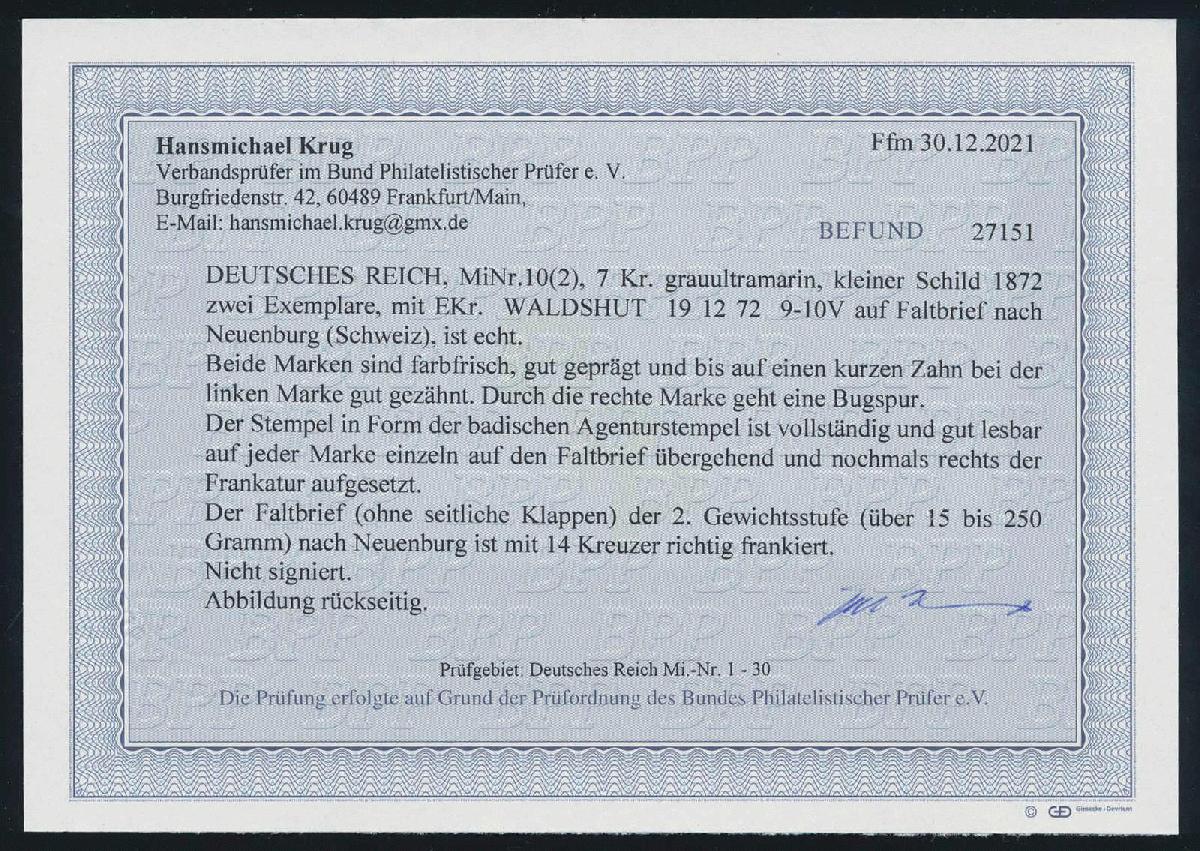 Hansmichael Krug
Ffm 30.12.2021
Verbandsprüfer im Bund Philatelistischer Prüfer e. V.
Burgfriedenstr. 42, 60489 Frankfurt/Main,
E-Mail: hansmichael.krug@gmx.de
BEFUND 27151
DEUTSCHES REICH, MiNr.10(2), 7 Kr. grauultramarin, kleiner Schild 1872
zwei Exemplare, mit EKr. WALDSHUT 19 12 72 9-10V auf Faltbrief nach
Neuenburg (Schweiz), ist echt.
Beide Marken sind farbfrisch, gut geprägt und bis auf einen kurzen Zahn bei der
linken Marke gut gezähnt. Durch die rechte Marke geht eine Bugspur.
Der Stempel in Form der badischen Agenturstempel ist vollständig und gut lesbar
auf jeder Marke einzeln auf den Faltbrief übergehend und nochmals rechts der
Frankatur aufgesetzt.
Der Faltbrief (ohne seitliche Klappen) der 2. Gewichtsstufe (über 15 bis 250
Gramm) nach Neuenburg ist mit 14 Kreuzer richtig frankiert.
Nicht signiert.
Abbildung rückseitig.
Prüfgebiet: Deutsches Reich Mi.-Nr. 1 - 30
Die Prüfung erfolgte auf Grund der Prüfordnung des Bundes Philatelistischer Prüfer e.V.
© Giesecke & Devrient